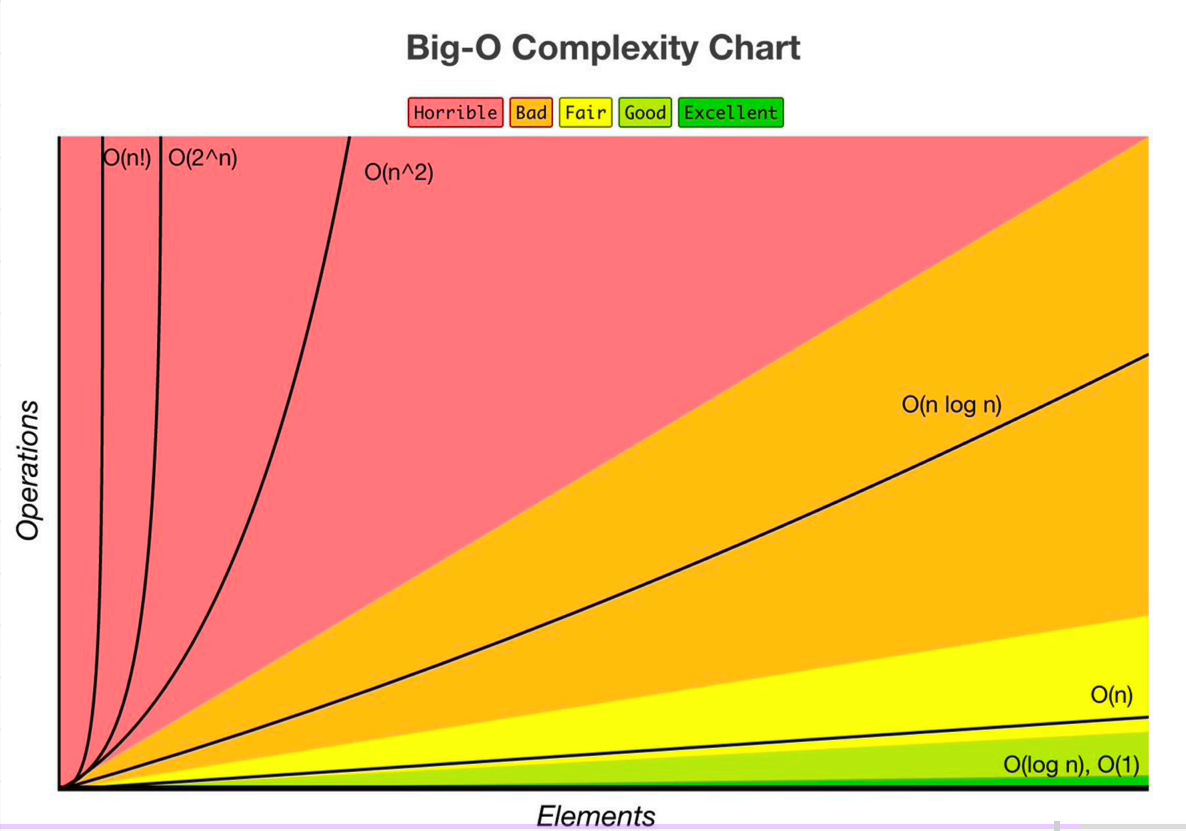 Big-O Complexity Chart
Horrible Bad Fair Good Excellent
O(n!) O(2^n)
O(n^2)
O(n log n)
O(n)
O(log n), O(1)
Operations
Elements